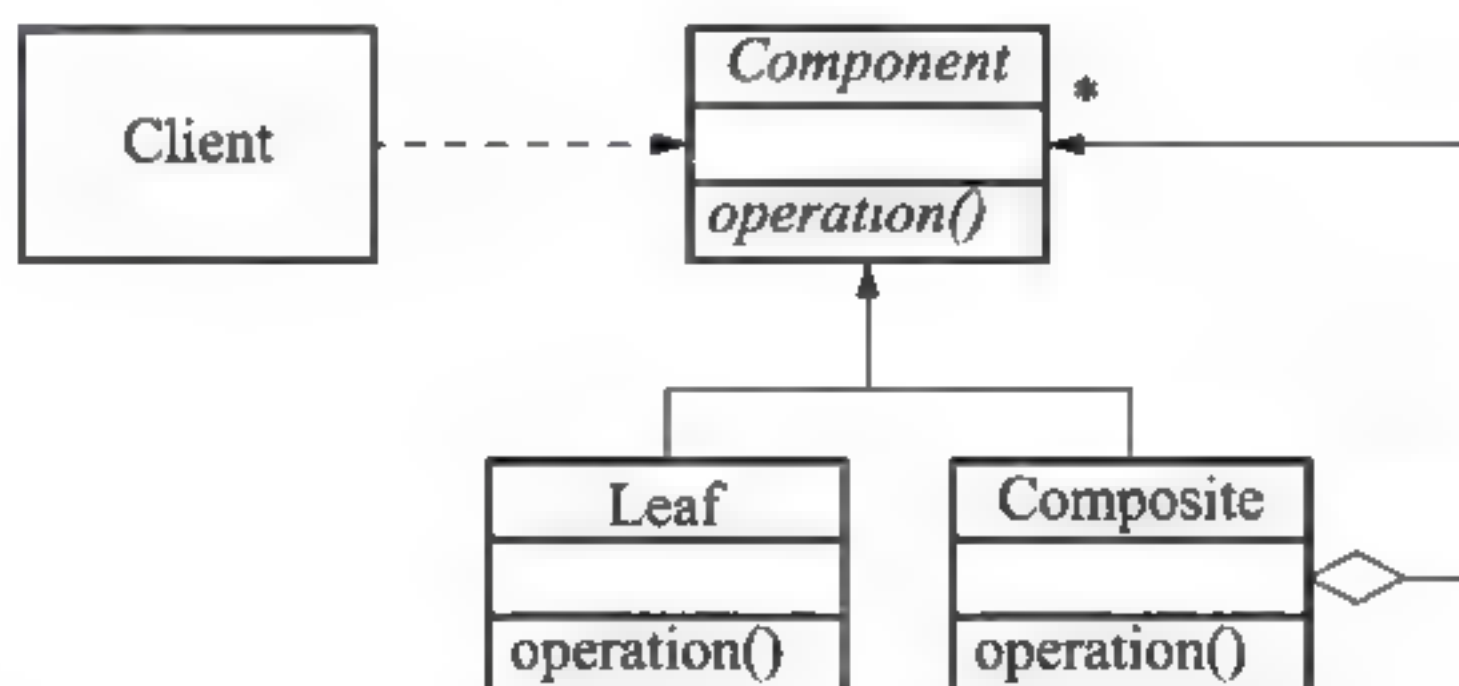 Component
*
Client
operation()
Leaf
Composite
operation()
operation()